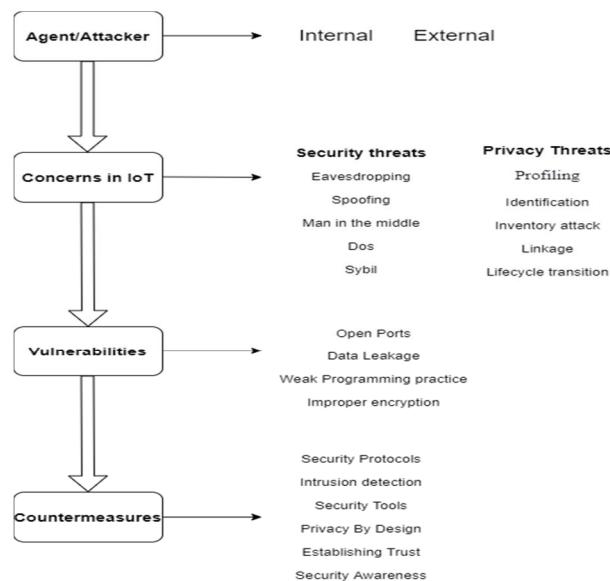 Agent/Attacker
Internal External
Concerns in IoT
Security threats
Eavesdropping
Spoofing
Man in the middle
Dos
Sybil
Privacy Threats
Profiling
Identification
Inventory attack
Linkage
Lifecycle transition
Vulnerabilities
Open Ports
Data Leakage
Weak Programming practice
Improper encryption
Countermeasures
Security Protocols
Intrusion detection
Security Tools
Privacy By Design
Establishing Trust
Security Awareness